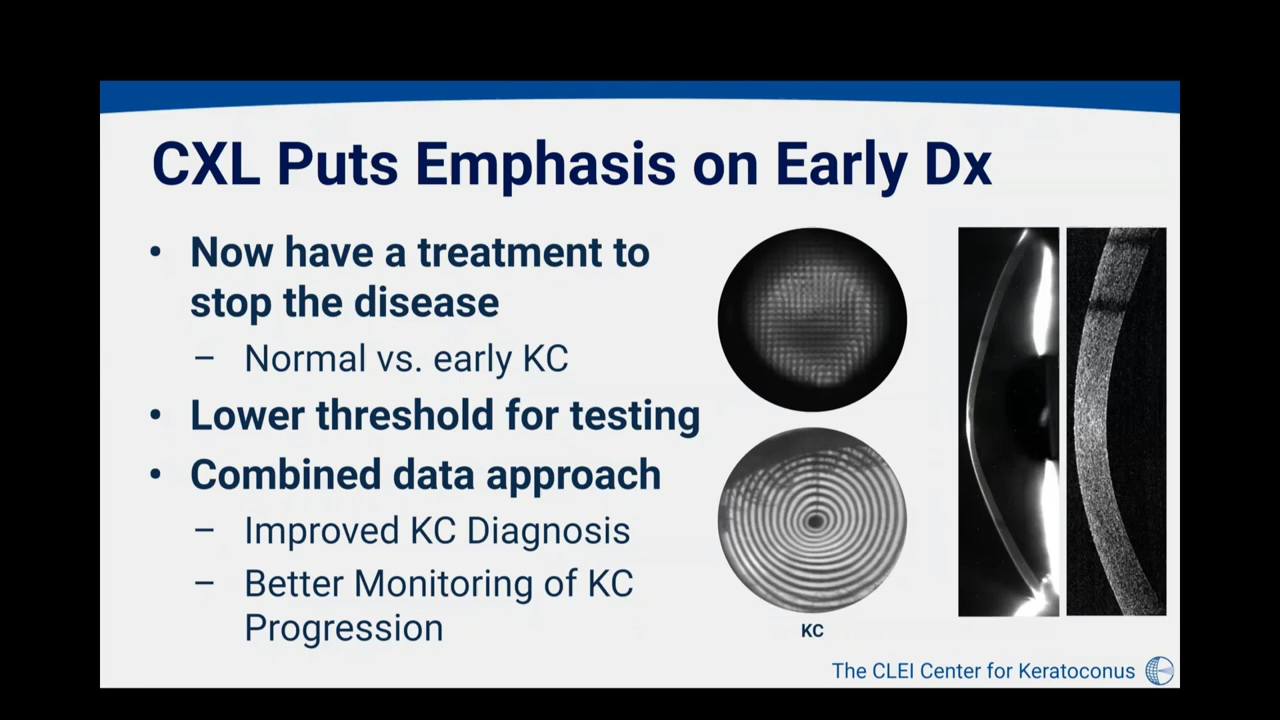 CXL Puts Emphasis on Early Dx
• Now have a treatment to
stop the disease
– Normal vs. early KC
• Lower threshold for testing
• Combined data approach
– Improved KC Diagnosis
– Better Monitoring of KC
Progression
KC
The CLEI Center for Keratoconus